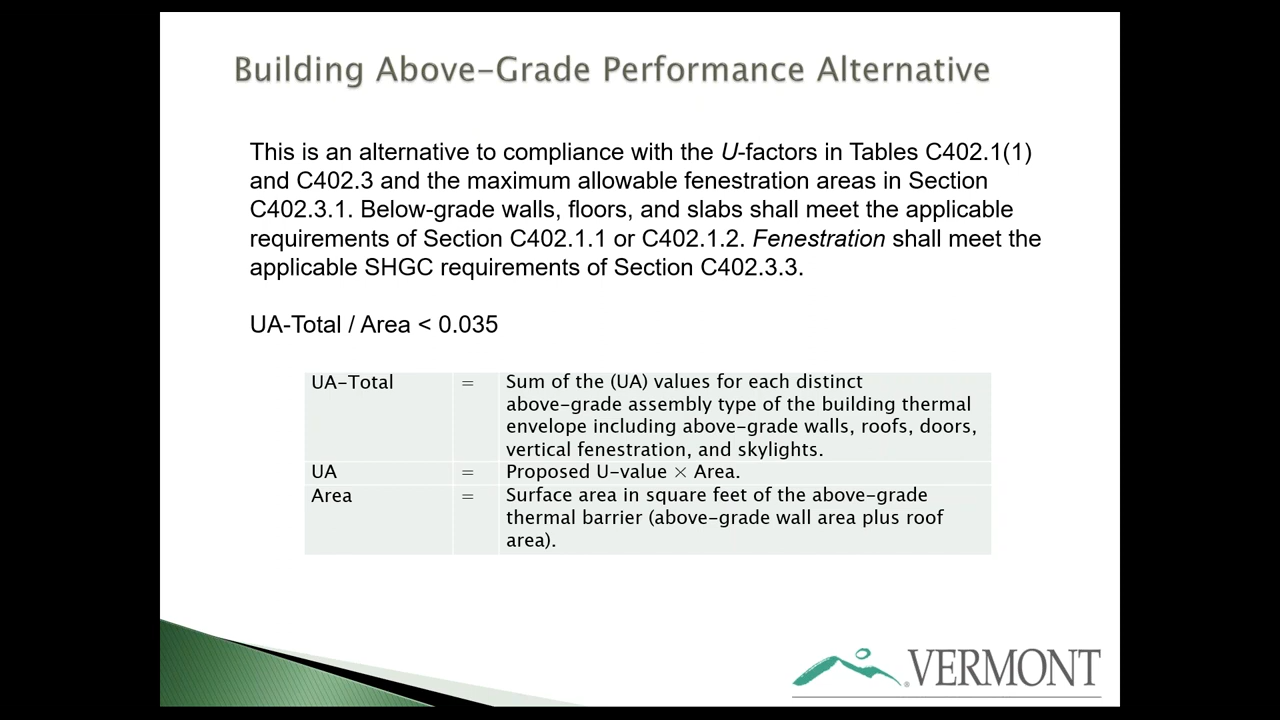 Building Above-Grade Performance Alternative
This is an alternative to compliance with the U-factors in Tables C402.1(1)
and C402.3 and the maximum allowable fenestration areas in Section
C402.3.1. Below-grade walls, floors, and slabs shall meet the applicable
requirements of Section C402.1.1 or C402.1.2. Fenestration shall meet the
applicable SHGC requirements of Section C402.3.3.
UA-Total / Area < 0.035
UA-Total = Sum of the (UA) values for each distinct
above-grade assembly type of the building thermal
envelope including above-grade walls, roofs, doors,
vertical fenestration, and skylights.
UA = Proposed U-value × Area.
Area = Surface area in square feet of the above-grade
thermal barrier (above-grade wall area plus roof
area).
VERMONT